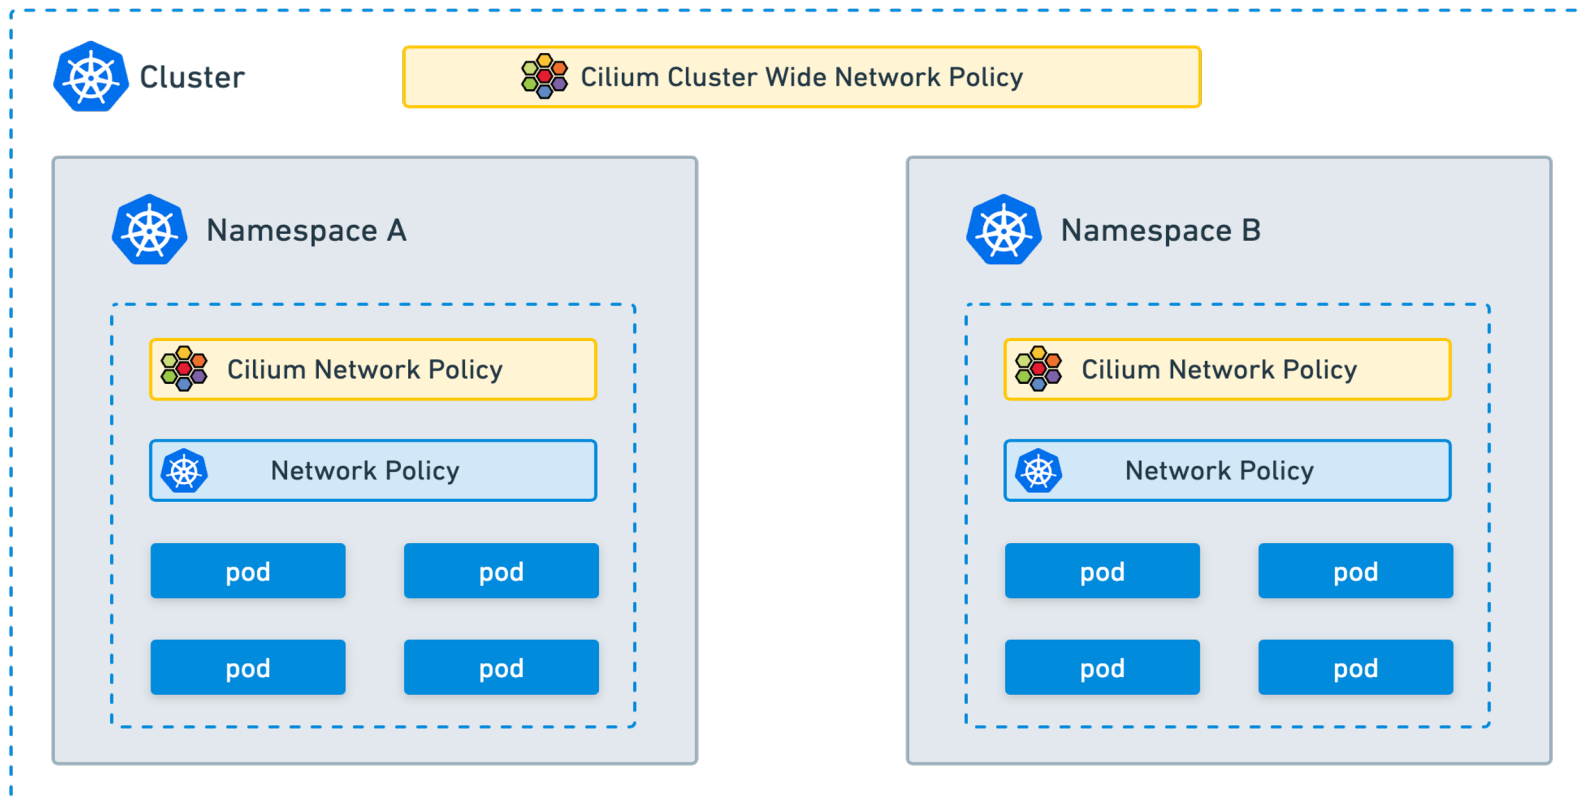 Cluster
Cilium Cluster Wide Network Policy
Namespace A
Cilium Network Policy
Network Policy
pod pod
pod pod
Namespace B
Cilium Network Policy
Network Policy
pod pod
pod pod